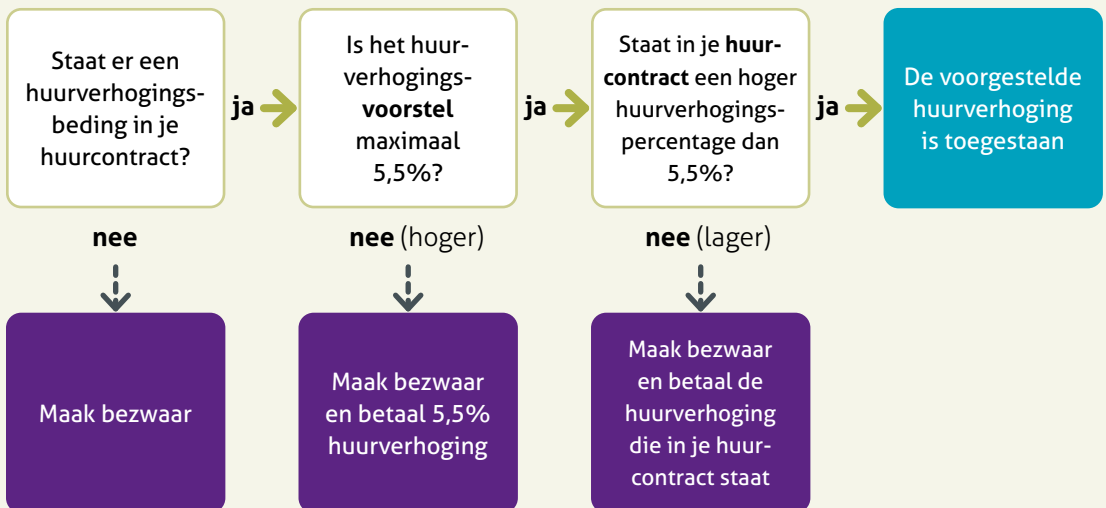 Staat er een
huurverhogings-
beding in je
huurcontract?
ja
Is het huur-
verhogings-
voorstel
maximaal
5,5%?
ja
Staat in je huur-
contract een hoger
huurverhogings-
percentage dan
5,5%?
ja
De voorgestelde
huurverhoging
is toegestaan
nee
nee (hoger)
nee (lager)
Maak bezwaar
Maak bezwaar
en betaal 5,5%
huurverhoging
Maak bezwaar
en betaal de
huurverhoging
die in je huur-
contract staat